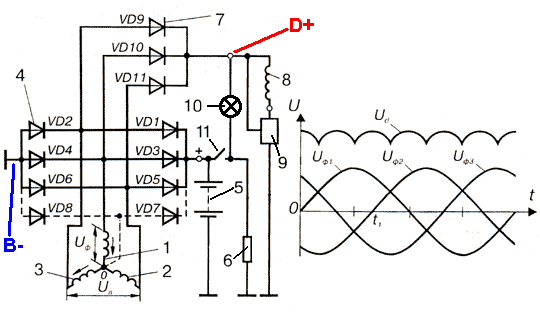 VD9
7
D+
VD10
VD11
8
4
10
U
VD2
VD1
11
Ud
VD4
+
VD3
9
Uф1
Uф2
Uф3
VD6
VD5
5
0
t1
t
B-
VD8
VD7
Uф
1
6
3
0
2
Uл